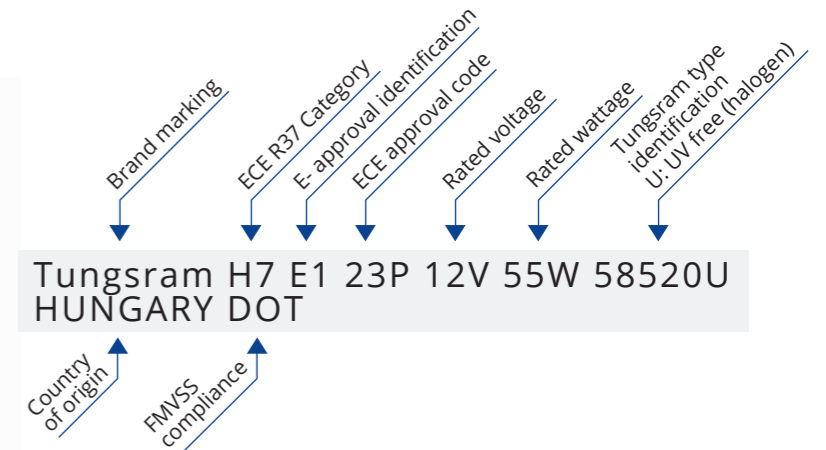 Brand marking
ECE R37 Category
E- approval identification
ECE approval code
Rated voltage
Rated wattage
Tungsram type
identification
U: UV free (halogen)
Tungsram H7 E1 23P 12V 55W 58520U
HUNGARY DOT
Country
of origin
FMVSS
compliance